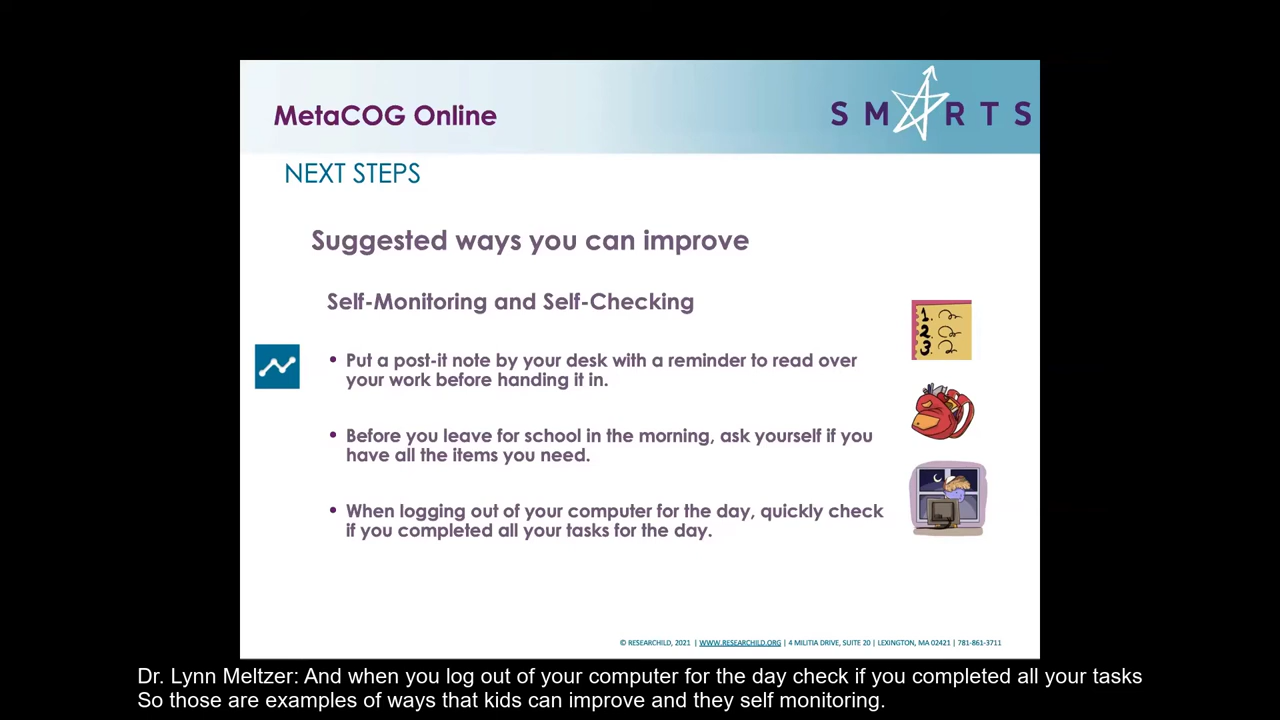 MetaCOG Online
SMARTS
NEXT STEPS
Suggested ways you can improve
Self-Monitoring and Self-Checking
• Put a post-it note by your desk with a reminder to read over
your work before handing it in.
• Before you leave for school in the morning, ask yourself if you
have all the items you need.
• When logging out of your computer for the day, quickly check
if you completed all your tasks for the day.
1.
2.
3.
© RESEARCHILD, 2021 | WWW.RESEARCHILD.ORG | 4 MILITIA DRIVE, SUITE 20 | LEXINGTON, MA 02421 | 781-861-3711
Dr. Lynn Meltzer: And when you log out of your computer for the day check if you completed all your tasks
So those are examples of ways that kids can improve and they self monitoring.